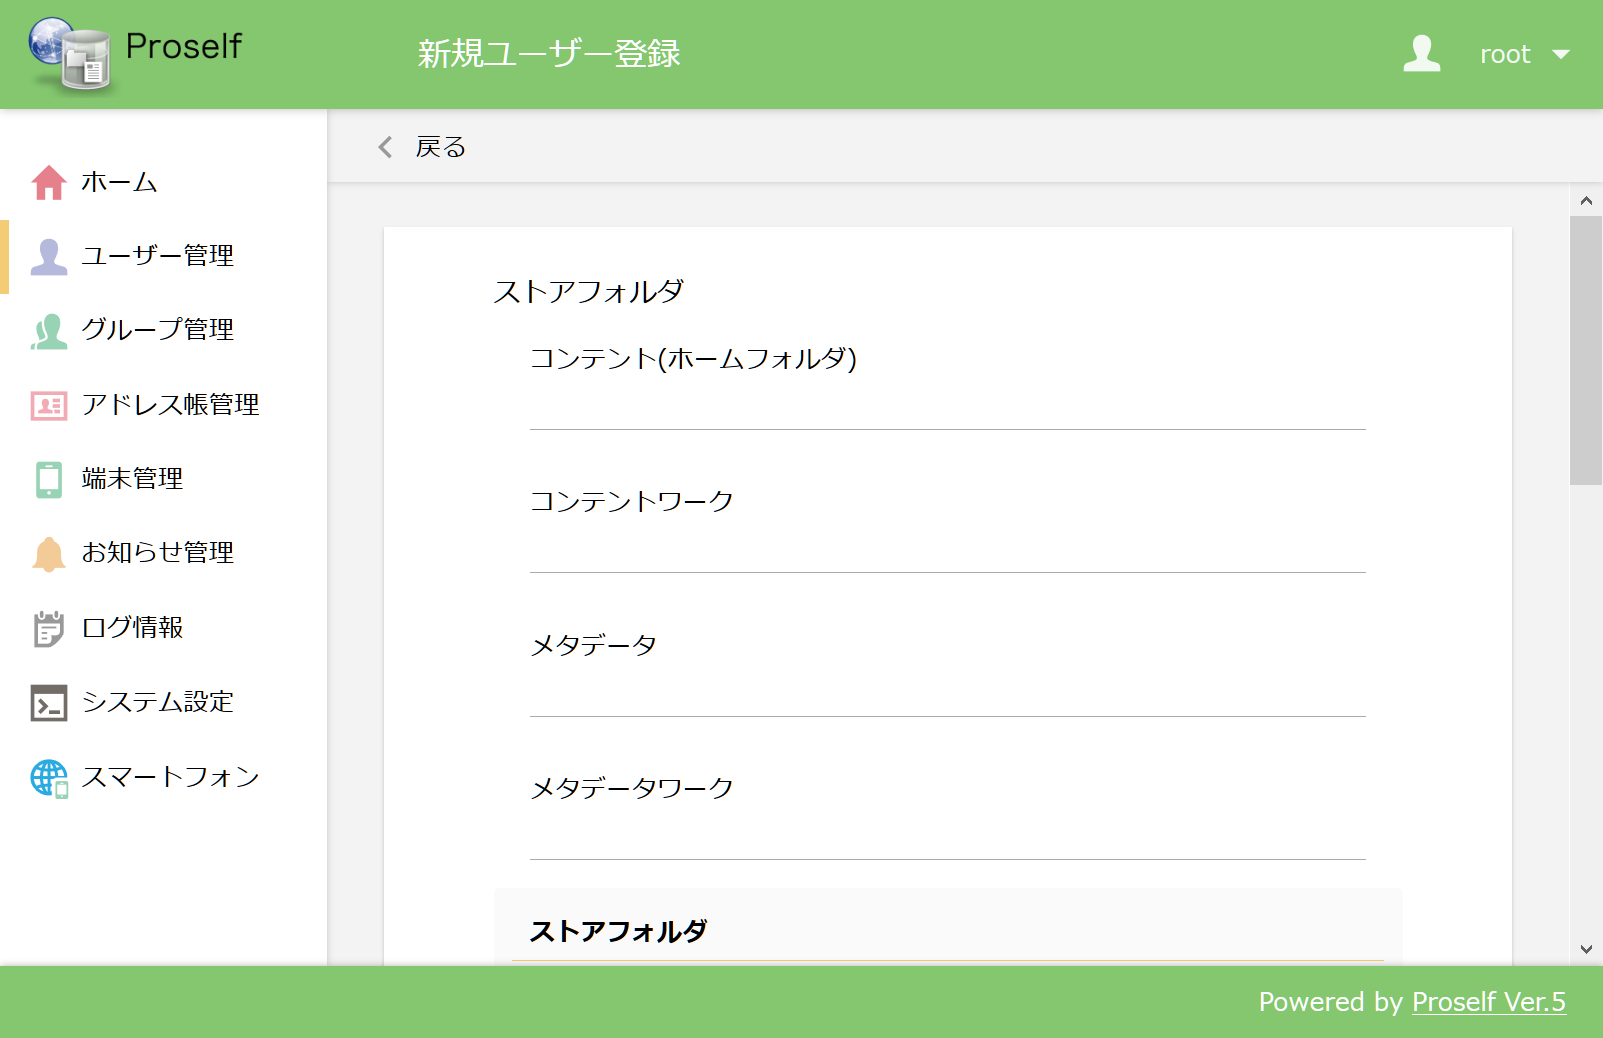 Proself
新規ユーザー登録
root
戻る
ホーム
ユーザー管理
グループ管理
アドレス帳管理
端末管理
お知らせ管理
ログ情報
システム設定
スマートフォン
ストアフォルダ
コンテント(ホームフォルダ)
コンテントワーク
メタデータ
メタデータワーク
ストアフォルダ
Powered by Proself Ver.5